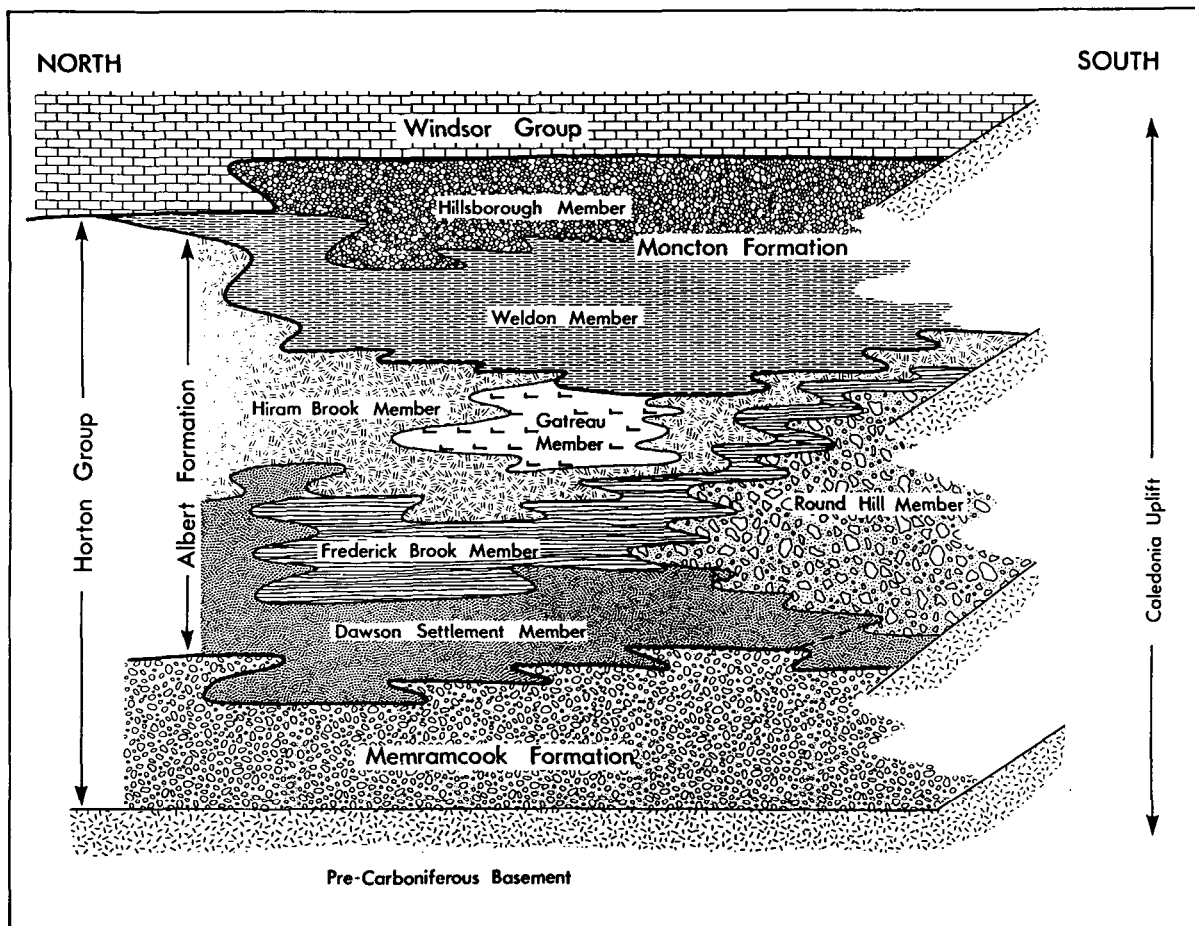 NORTH
SOUTH
Windsor Group
Hillsborough Member
Moncton Formation
Weldon Member
Hiram Brook Member
Gatreau
Member
Round Hill Member
Frederick Brook Member
Dawson Settlement Member
Memramcook Formation
Pre-Carboniferous Basement
Horton Group
Albert Formation
Caledonia Uplift